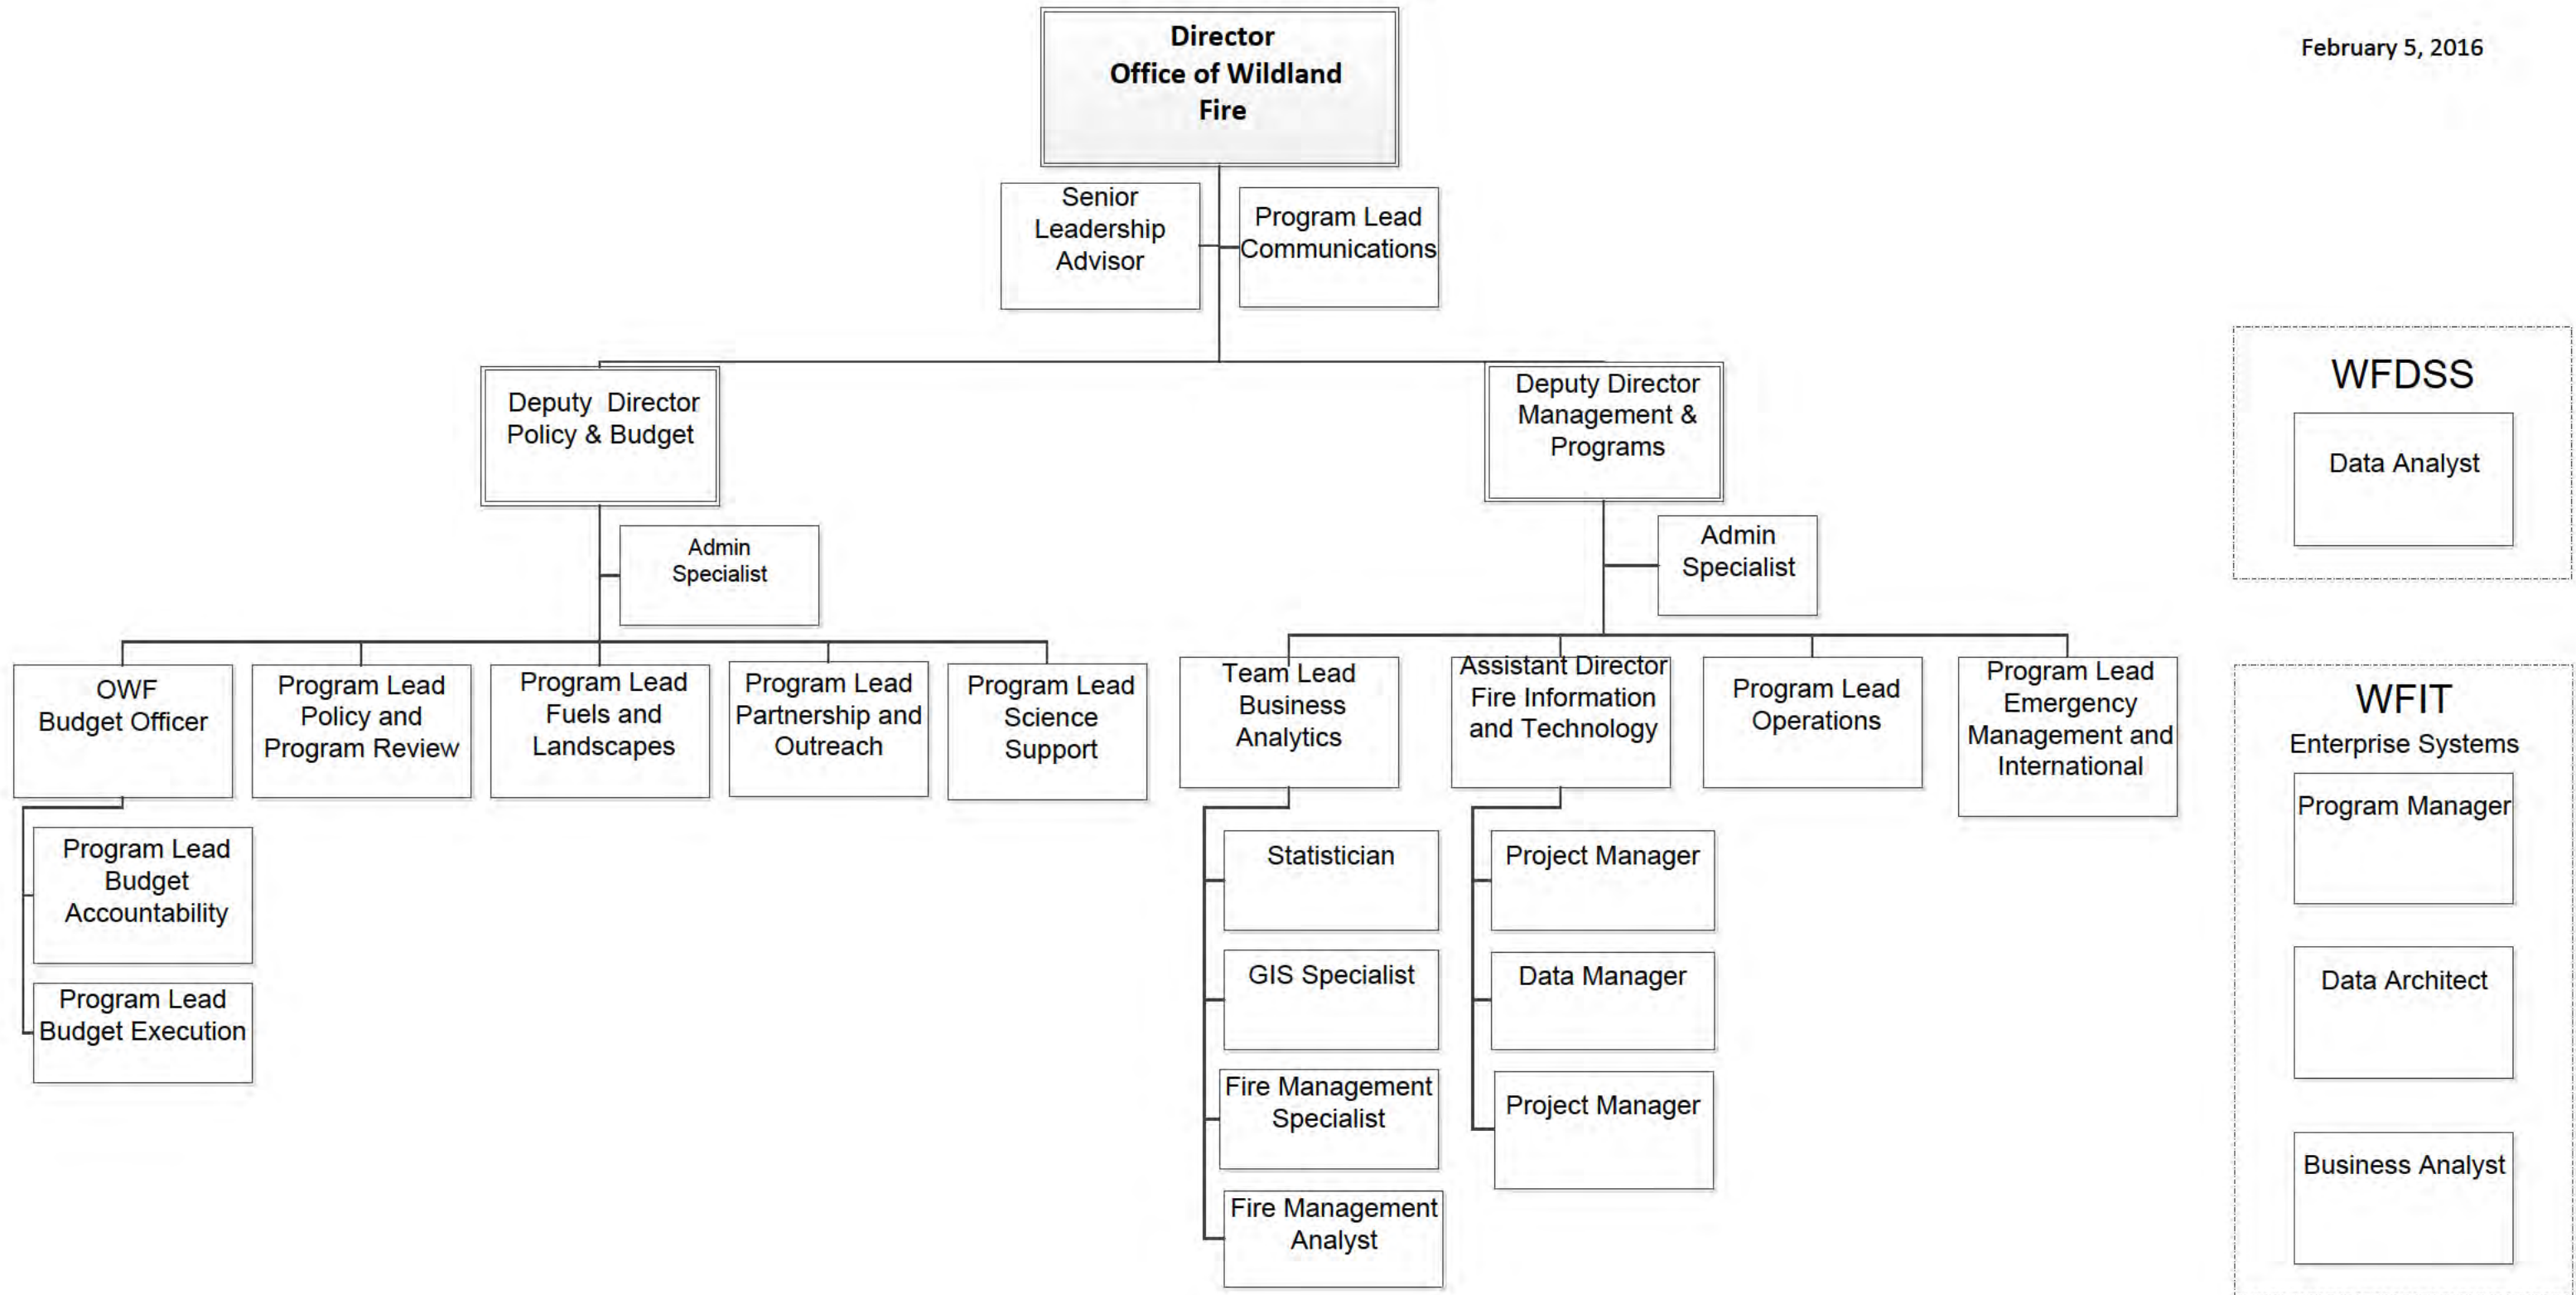 Director
Office of Wildland
Fire
February 5, 2016
Senior
Leadership
Advisor
Program Lead
Communications
Deputy  Director
Policy & Budget
Deputy Director
Management &
Programs
Admin
Specialist
Admin
Specialist
OWF
Budget Officer
Program Lead
Policy and
Program Review
Program Lead
Fuels and
Landscapes
Program Lead
Partnership and
Outreach
Program Lead
Science
Support
Team Lead
Business
Analytics
Assistant Director
Fire Information
and Technology
Program Lead
Operations
Program Lead
Emergency
Management and
International
Program Lead
Budget
Accountability
Program Lead
Budget Execution
Statistician
GIS Specialist
Fire Management
Specialist
Fire Management
Analyst
Project Manager
Data Manager
Project Manager
WFDSS
Data Analyst
WFIT
Enterprise Systems
Program Manager
Data Architect
Business Analyst